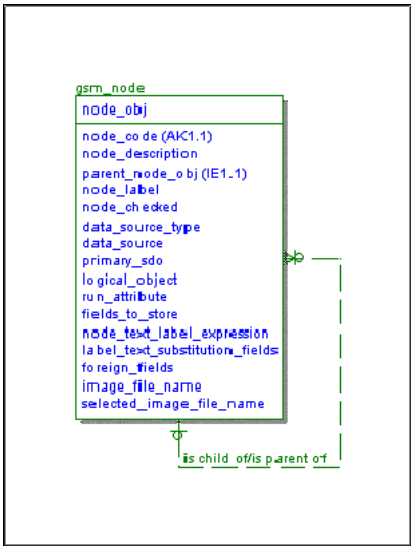 gsm_node
node_obj
node_code (AK1.1)
node_description
parent_node_obj (IE1.1)
node_label
node_checked
data_source_type
data_source
primary_sdo
logical_object
run_attribute
fields_to_store
node_text_label_expression
label_text_substitution_fields
foreign_fields
image_file_name
selected_image_file_name
is child of/is parent of